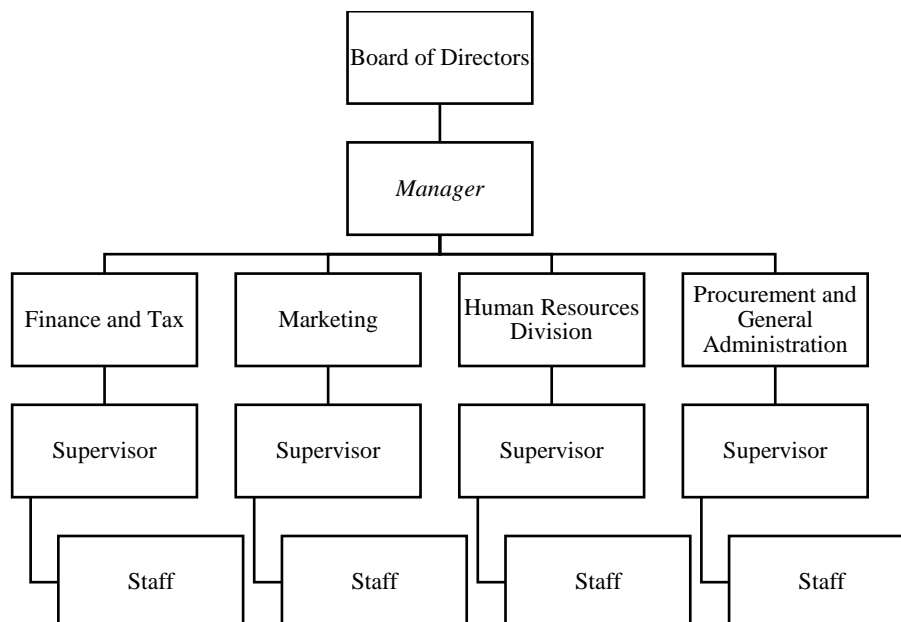 Board of Directors
Manager
Finance and Tax
Marketing
Human Resources
Division
Procurement and
General
Administration
Supervisor
Supervisor
Supervisor
Supervisor
Staff
Staff
Staff
Staff